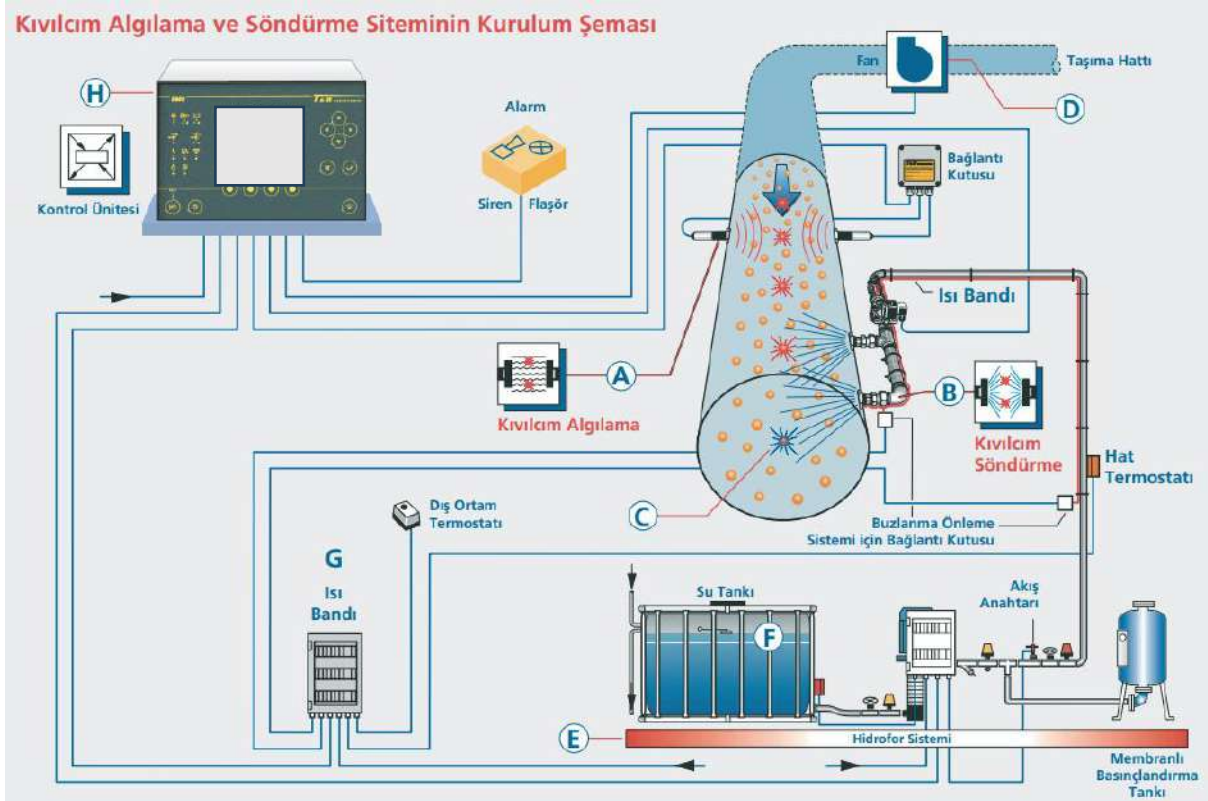 Kıvılcım Algılama ve Söndürme Siteminin Kurulum Şeması
H
Kontrol Ünitesi
Alarm
Siren
Flaşör
Fan
Taşıma Hattı
D
Bağlantı
Kutusu
Isı Bandı
A
Kıvılcım Algılama
B
Kıvılcım
Söndürme
Hat
Termostatı
C
Buzlanma Önleme
Sistemi için Bağlantı Kutusu
Dış Ortam
Termostatı
G
Isı
Bandı
Su Tankı
F
Akış
Anahtarı
E
Hidrofor Sistemi
Membranlı
Basınçlandırma
Tankı